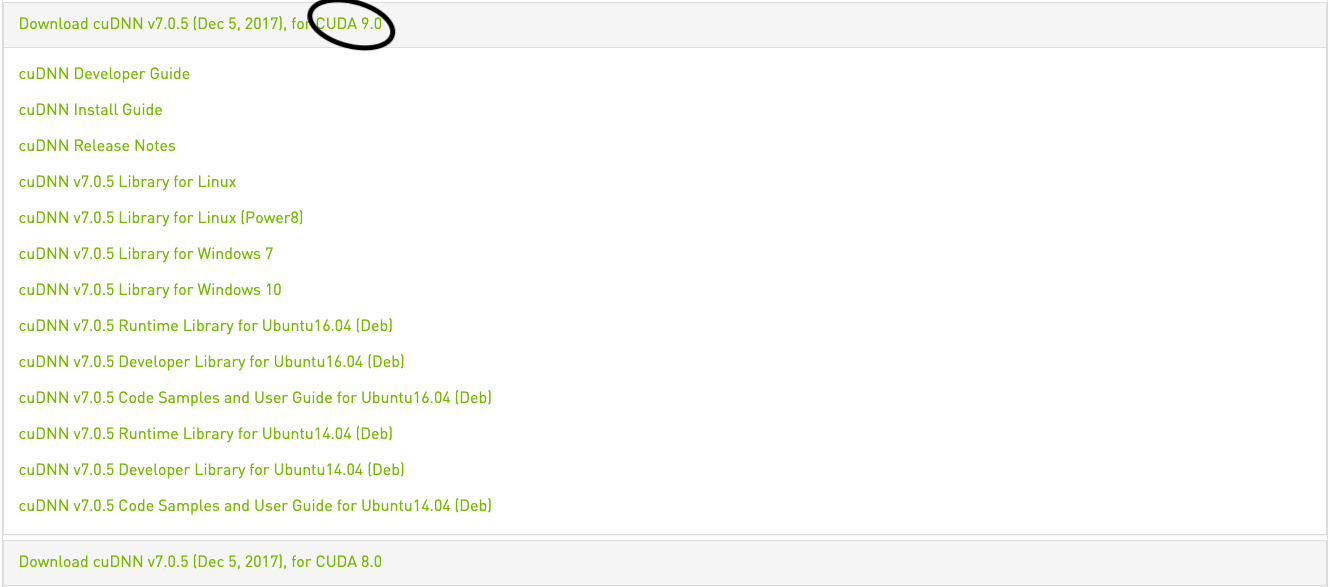 Download cuDNN v7.0.5 (Dec 5, 2017), for CUDA 9.0
cuDNN Developer Guide
cuDNN Install Guide
cuDNN Release Notes
cuDNN v7.0.5 Library for Linux
cuDNN v7.0.5 Library for Linux (Power8)
cuDNN v7.0.5 Library for Windows 7
cuDNN v7.0.5 Library for Windows 10
cuDNN v7.0.5 Runtime Library for Ubuntu16.04 (Deb)
cuDNN v7.0.5 Developer Library for Ubuntu16.04 (Deb)
cuDNN v7.0.5 Code Samples and User Guide for Ubuntu16.04 (Deb)
cuDNN v7.0.5 Runtime Library for Ubuntu14.04 (Deb)
cuDNN v7.0.5 Developer Library for Ubuntu14.04 (Deb)
cuDNN v7.0.5 Code Samples and User Guide for Ubuntu14.04 (Deb)
Download cuDNN v7.0.5 (Dec 5, 2017), for CUDA 8.0